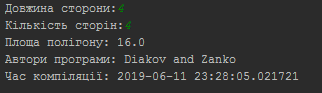 Довжина сторони:4
Кількість сторін:4
Площа полігону: 16.0
Автори програми: Diakov and Zanko
Час компіляції: 2019-06-11 23:28:05.021721